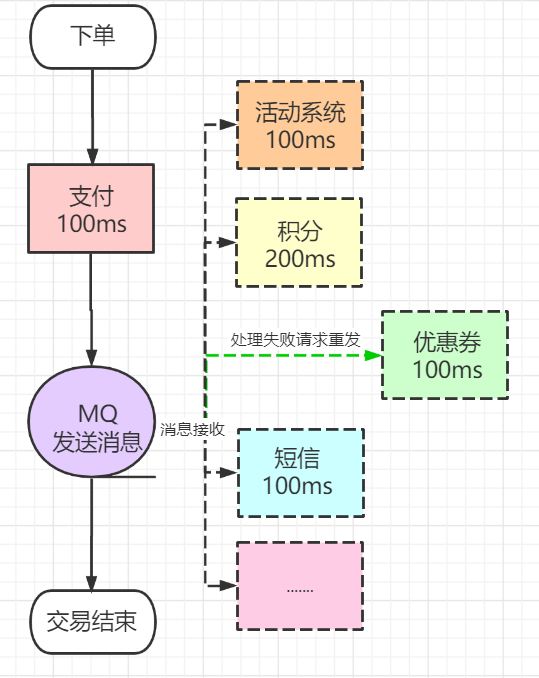 下单
支付
100ms
MQ
发送消息
交易结束
消息接收
活动系统
100ms
积分
200ms
处理失败请求重发
优惠券
100ms
短信
100ms
.......